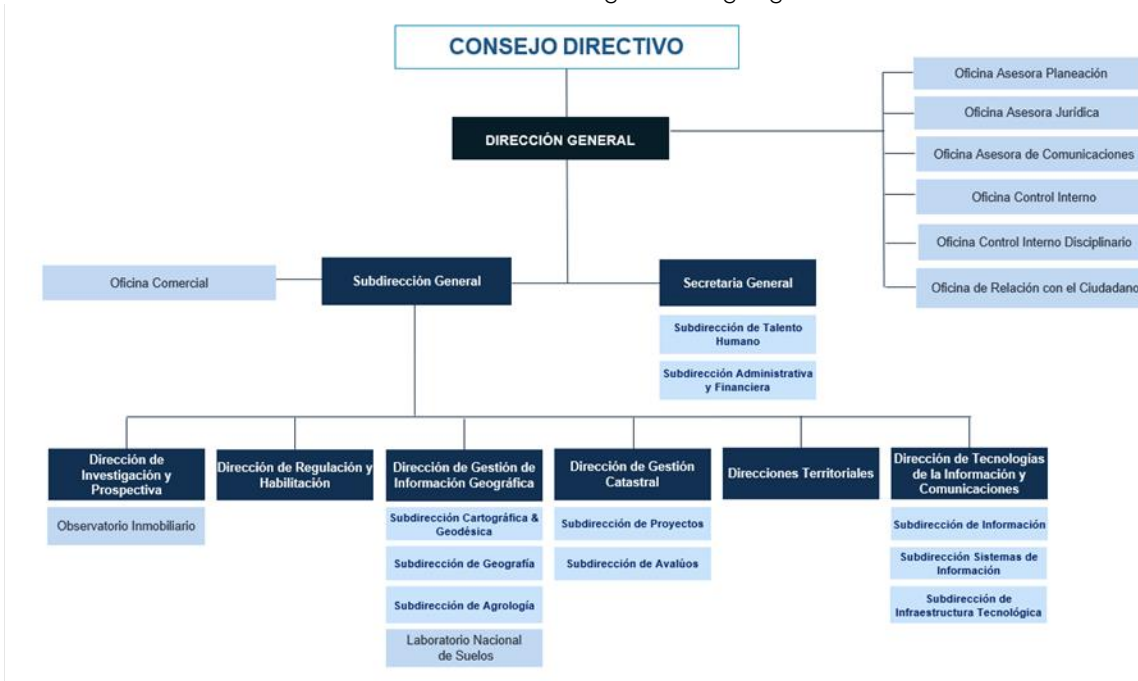 CONSEJO DIRECTIVO
DIRECCIÓN GENERAL
Oficina Asesora Planeación
Oficina Asesora Jurídica
Oficina Asesora de Comunicaciones
Oficina Control Interno
Oficina Control Interno Disciplinario
Oficina de Relación con el Ciudadano
Oficina Comercial
Subdirección General
Secretaria General
Subdirección de Talento
Humano
Subdirección Administrativa
y Financiera
Dirección de
Investigación y
Prospectiva
Observatorio Inmobiliario
Dirección de Regulación y
Habilitación
Dirección de Gestión de
Información Geográfica
Subdirección Cartográfica &
Geodésica
Subdirección de Geografía
Subdirección de Agrología
Laboratorio Nacional
de Suelos
Dirección de Gestión
Catastral
Subdirección de Proyectos
Subdirección de Avalúos
Direcciones Territoriales
Dirección de Tecnologías
de la Información y
Comunicaciones
Subdirección de Información
Subdirección Sistemas de
Información
Subdirección de
Infraestructura Tecnológica